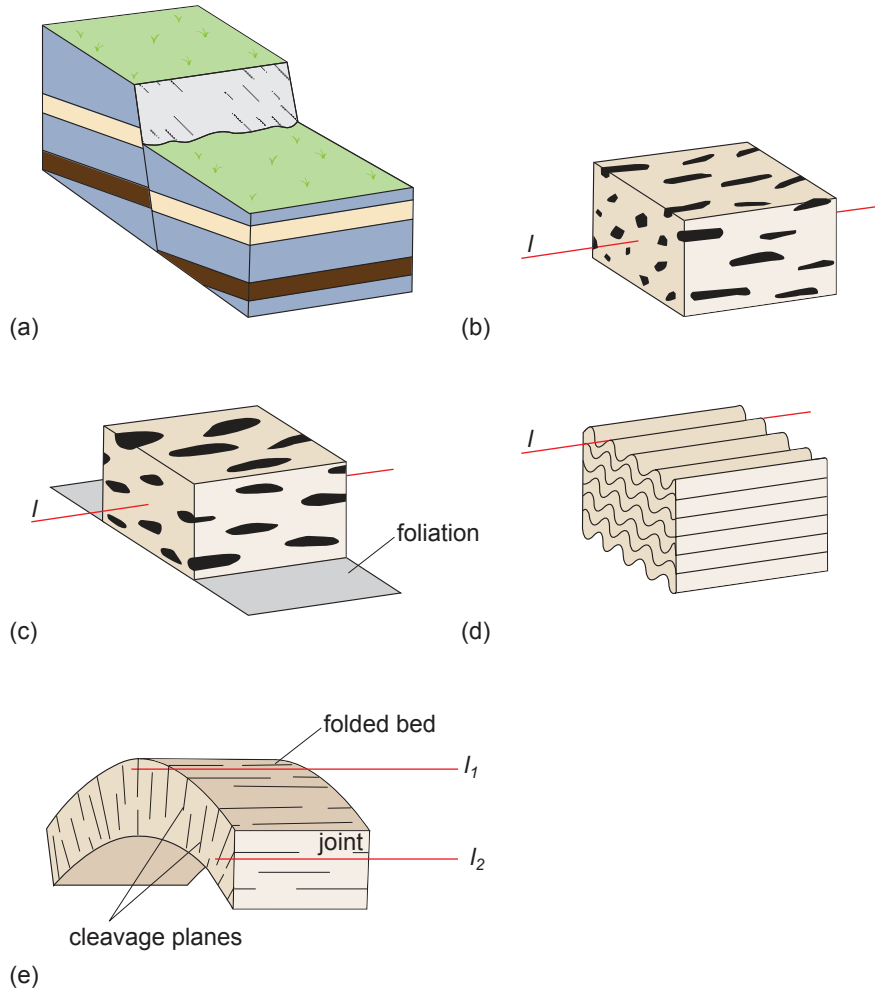 (a)
l
(b)
l
foliation
(c)
l
(d)
folded bed
l1
joint
l2
cleavage planes
(e)